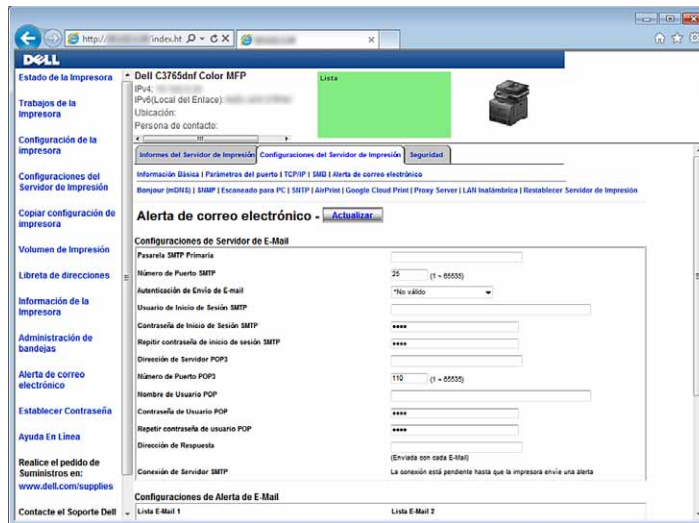 http://
index.ht
DELL
Estado de la Impresora
Trabajos de la
Impresora
Configuración de la
impresora
Configuraciones del
Servidor de Impresión
Copiar configuración de
impresora
Volumen de Impresión
Libreta de direcciones
Información de la
Impresora
Administración de
bandejas
Alerta de correo
electrónico
Establecer Contraseña
Ayuda En Línea
Realice el pedido de
Suministros en:
www.dell.com/supplies
Contacte el Soporte Dell
Dell C3765dnf Color MFP
IPv4:
IPv6(Local del Enlace):
Ubicación:
Persona de contacto:
Lista
Informes del Servidor de Impresión Configuraciones del Servidor de Impresión Seguridad
Información Básica | Parámetros del puerto | TCP/IP | SMB | Alerta de correo electrónico
Bonjour (mDNS) | SNMP | Escaneado para PC | SNTP | AirPrint | Google Cloud Print | Proxy Server | LAN Inalámbrica | Restablecer Servidor de Impresión
Alerta de correo electrónico - Actualizar
Configuraciones de Servidor de E-Mail
Pasarela SMTP Primaria
Número de Puerto SMTP 25 (1 ~ 65535)
Autenticación de Envío de E-mail *No válido
Usuario de Inicio de Sesión SMTP
Contraseña de Inicio de Sesión SMTP ••••
Repitir contraseña de inicio de sesión SMTP ••••
Dirección de Servidor POP3
Número de Puerto POP3 110 (1 ~ 65535)
Nombre de Usuario POP
Contraseña de Usuario POP ••••
Repetir contraseña de usuario POP ••••
Dirección de Respuesta
(Enviada con cada E-Mail)
Conexión de Servidor SMTP La conexión está pendiente hasta que la impresora envíe una alerta
Configuraciones de Alerta de E-Mail
Lista E-Mail 1 Lista E-Mail 2